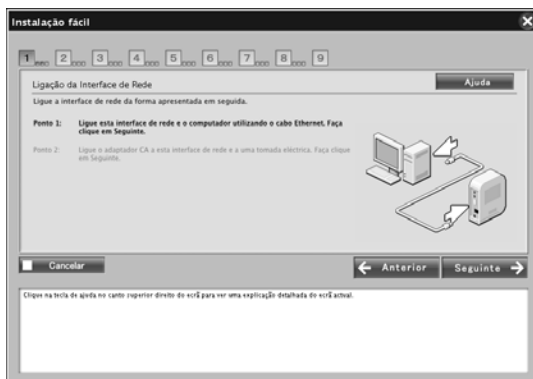 Instalação fácil
1 2 3 4 5 6 7 8 9
Ligação da Interface de Rede
Ajuda
Ligue a interface de rede da forma apresentada em seguida.
Ponto 1: Ligue esta interface de rede e o computador utilizando o cabo Ethernet. Faça
clique em Seguinte.
Ponto 2: Ligue o adaptador CA a esta interface de rede e a uma tomada eléctrica. Faça clique
em Seguinte.
Cancelar
Anterior
Seguinte
Clique na tecla de ajuda no canto superior direito do ecrã para ver uma explicação detalhada do ecrã actual.